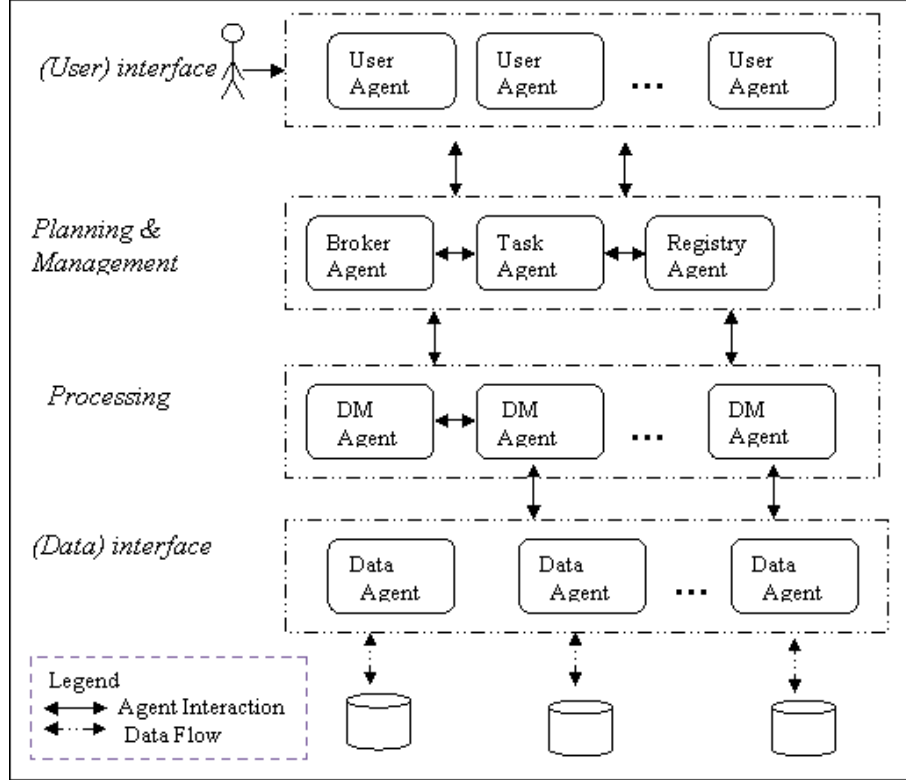 (User) interface
User
Agent
User
Agent
...
User
Agent
Planning &
Management
Broker
Agent
Task
Agent
Registry
Agent
Processing
DM
Agent
DM
Agent
...
DM
Agent
(Data) interface
Data
Agent
Data
Agent
...
Data
Agent
Legend
Agent Interaction
Data Flow